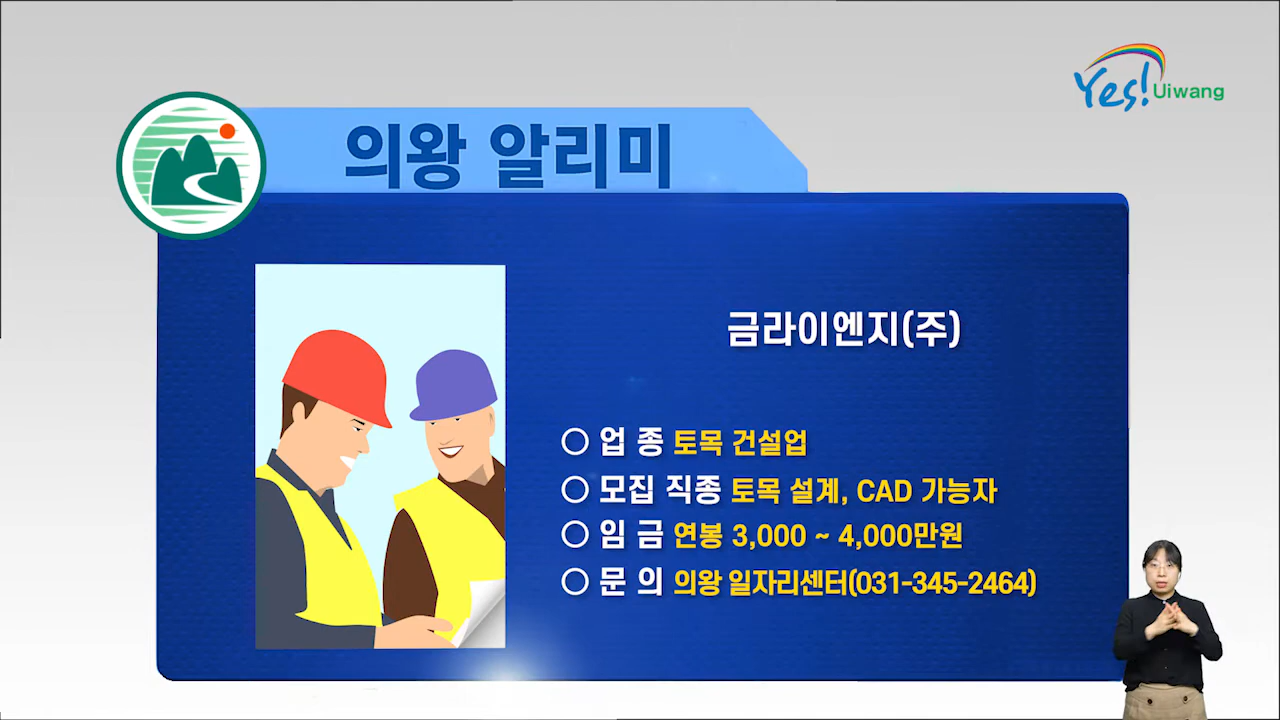 Yes! Uiwang
의왕 알리미
금라이엔지(주)
○ 업 종 토목 건설업
○ 모집 직종 토목 설계, CAD 가능자
○ 임 금 연봉 3,000 ~ 4,000만원
○ 문 의 의왕 일자리센터(031-345-2464)